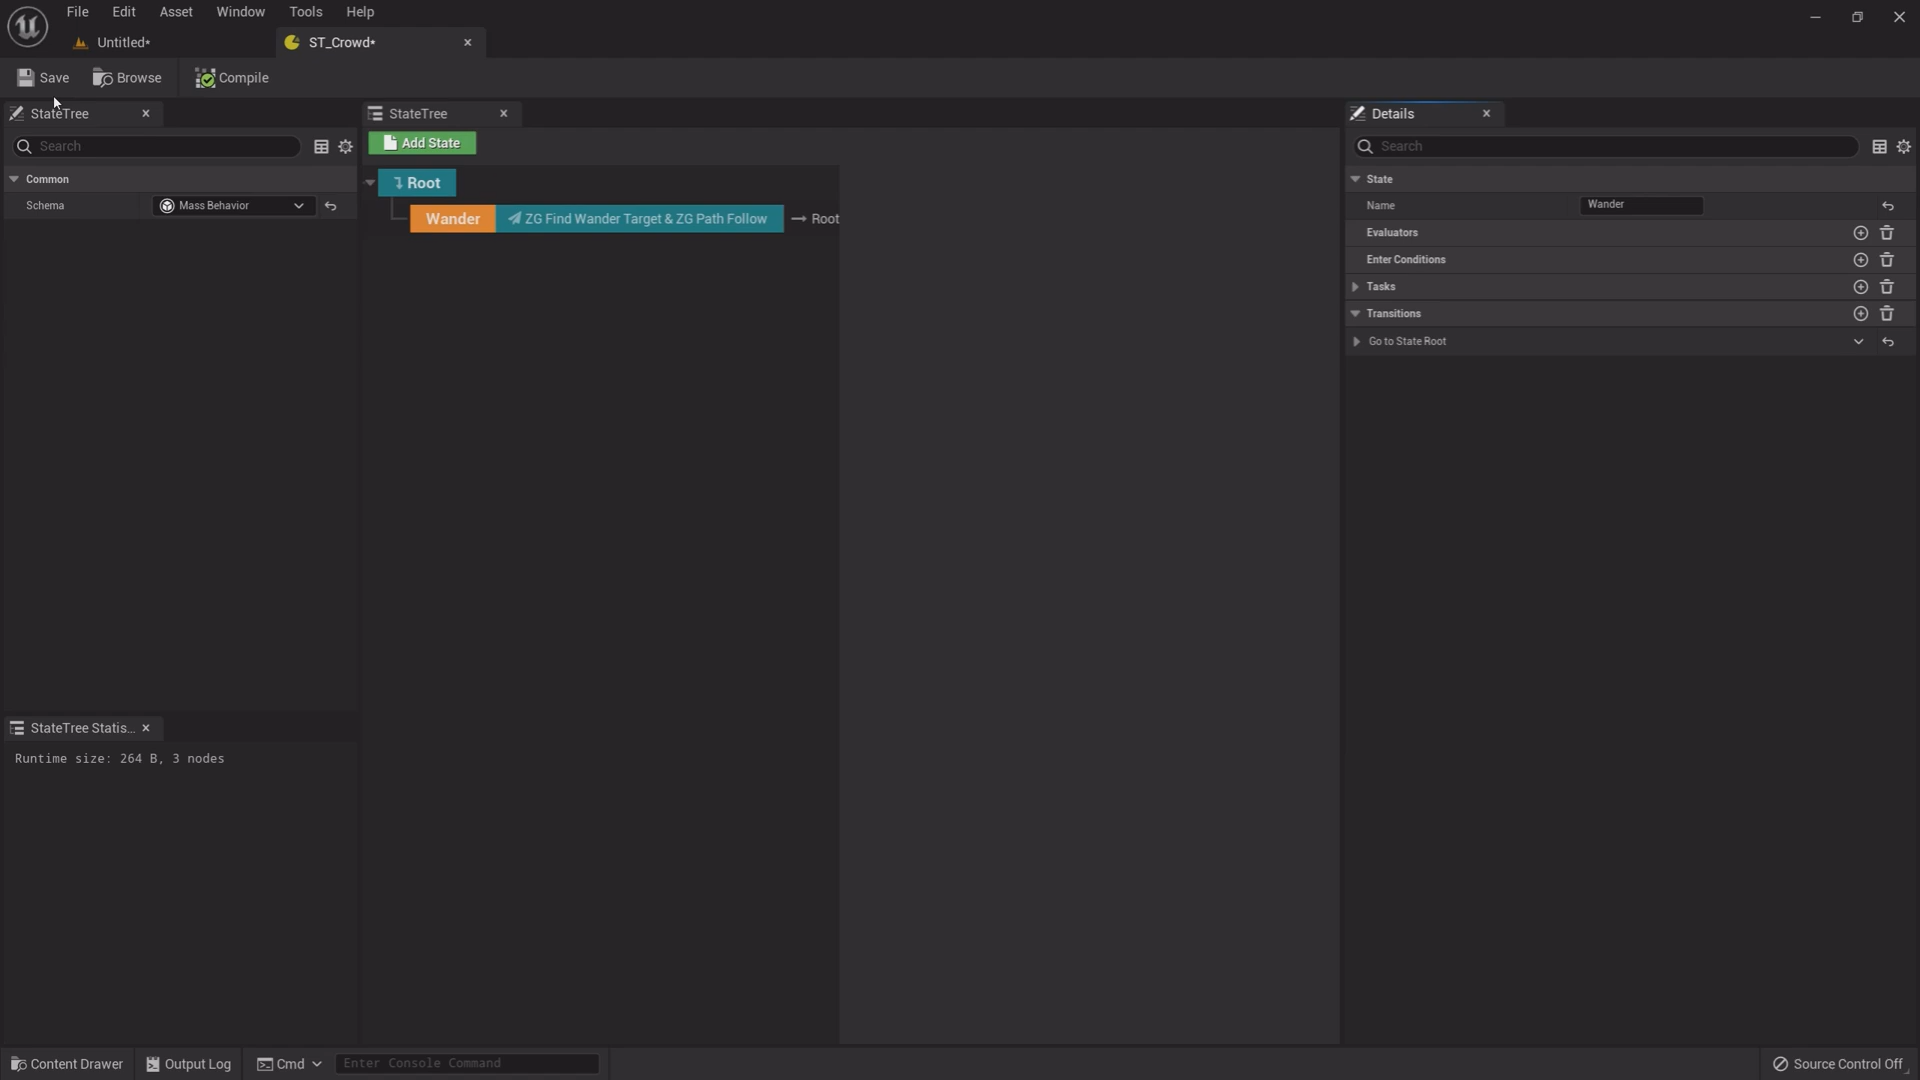 File Edit Asset Window Tools Help
Untitled* ST_Crowd*
Save Browse Compile
StateTree
Search
Common
Schema Mass Behavior
StateTree Statis...
Runtime size: 264 B, 3 nodes
StateTree
Add State
Root
Wander ZG Find Wander Target & ZG Path Follow → Root
Details
Search
State
Name Wander
Evaluators
Enter Conditions
Tasks
Transitions
Go to State Root
Content Drawer Output Log Cmd Enter Console Command Source Control Off